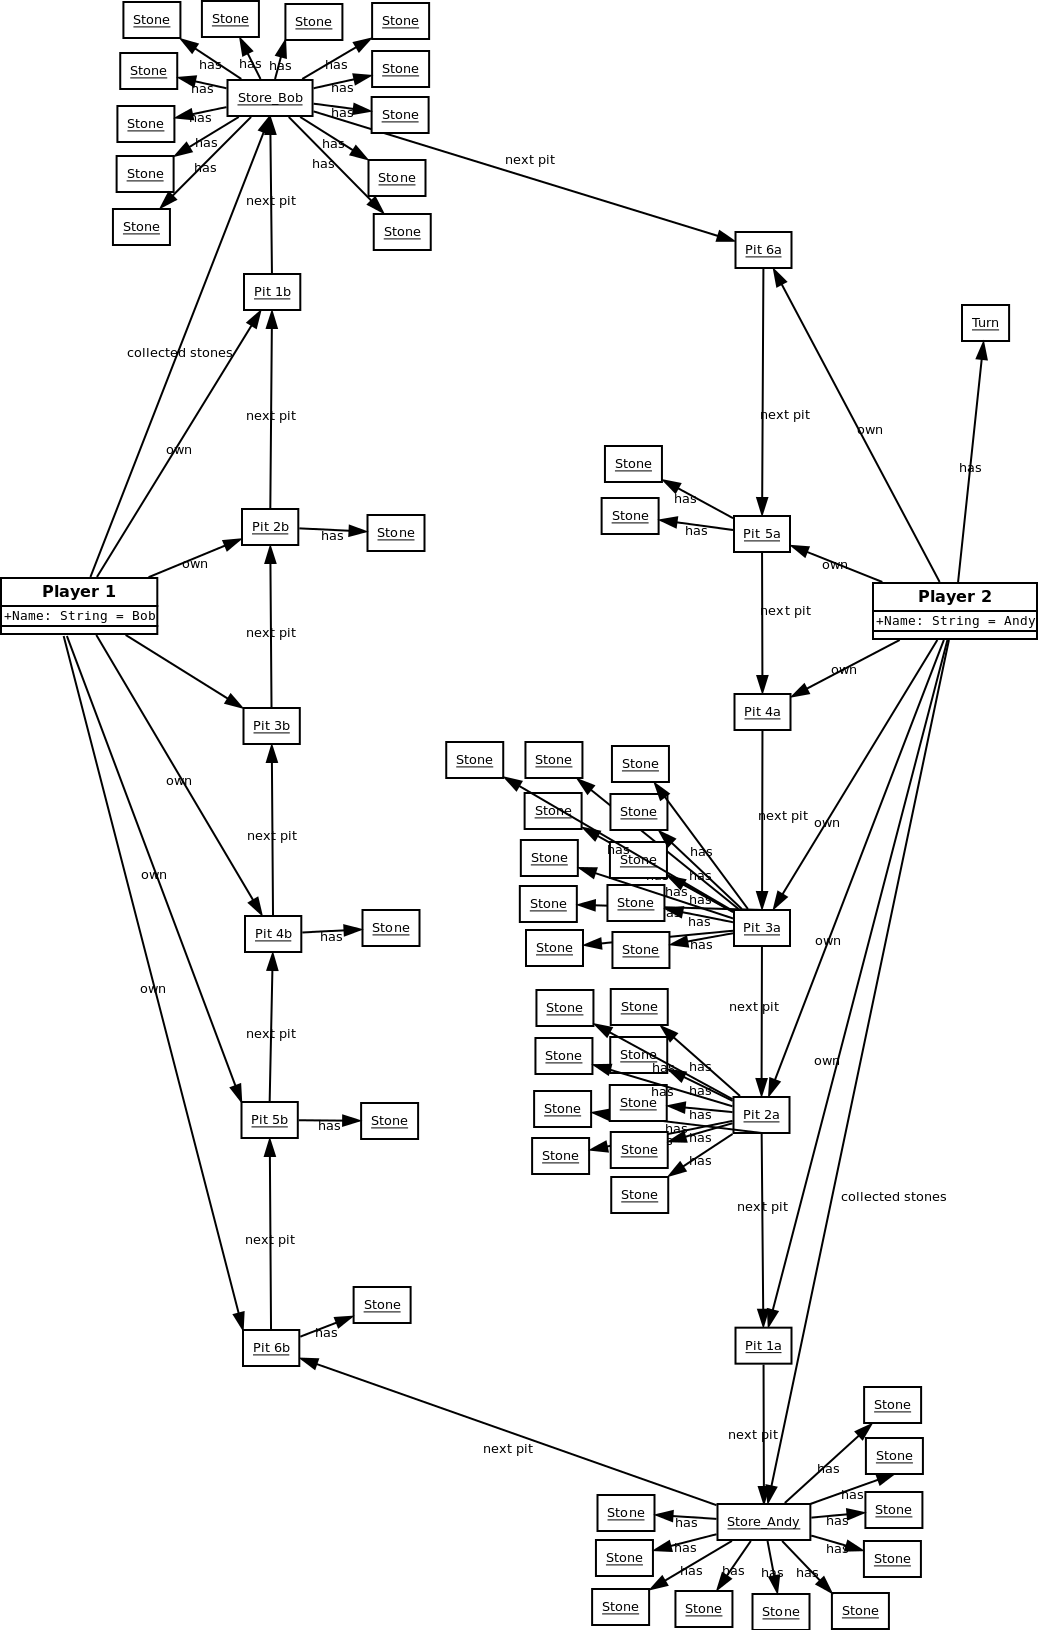 Stone
Stone
Stone
Stone
has
has
has
has
Stone
Stone
has
has
Store_Bob
Stone
Stone
has
has
has
has
next pit
Stone
has
has
Stone
next pit
Stone
Stone
Pit 6a
Pit 1b
Turn
collected stones
next pit
next pit
own
own
Stone
has
has
Stone
has
Pit 2b
Stone
has
Pit 5a
own
own
Player 1
+Name: String = Bob
Player 2
+Name: String = Andy
next pit
next pit
own
Pit 4a
Pit 3b
Stone
Stone
Stone
own
Stone
Stone
next pit
own
next pit
has
has
Stone
Stone
own
has
has
has
has
Stone
Stone
has
has
Pit 3a
Pit 4b
Stone
has
Stone
Stone
has
own
own
next pit
Stone
Stone
next pit
Stone
Stone
own
has
has
has
has
Stone
Stone
Pit 2a
has
Pit 5b
Stone
has
has
has
Stone
Stone
has
Stone
collected stones
next pit
next pit
Stone
has
Pit 6b
Pit 1a
Stone
next pit
next pit
Stone
has
has
Stone
Stone
has
has
Store_Andy
has
has
Stone
Stone
has
has
has
has
Stone
Stone
Stone
Stone